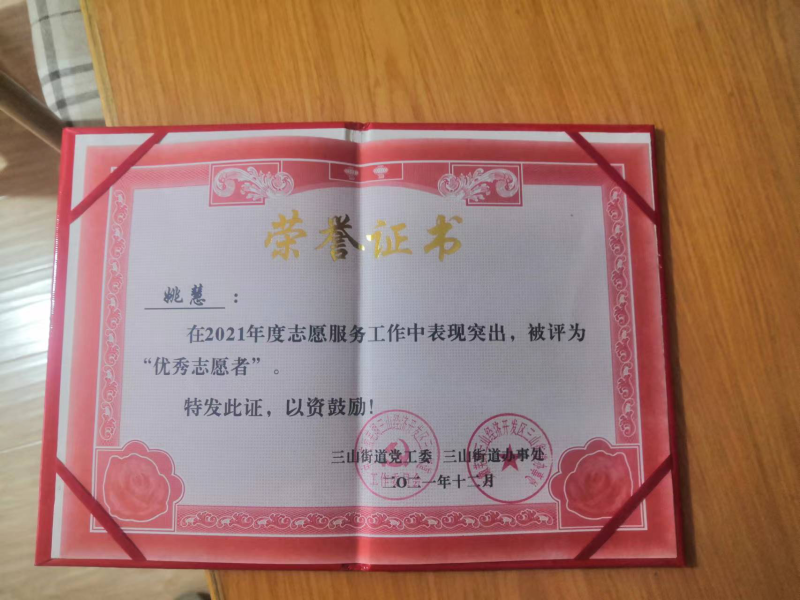 荣誉证书
姚慧：
在2021年度志愿服务工作中表现突出，被评为
“优秀志愿者”。
特发此证，以资鼓励！
三山街道党工委 三山街道办事处
二〇二一年十二月